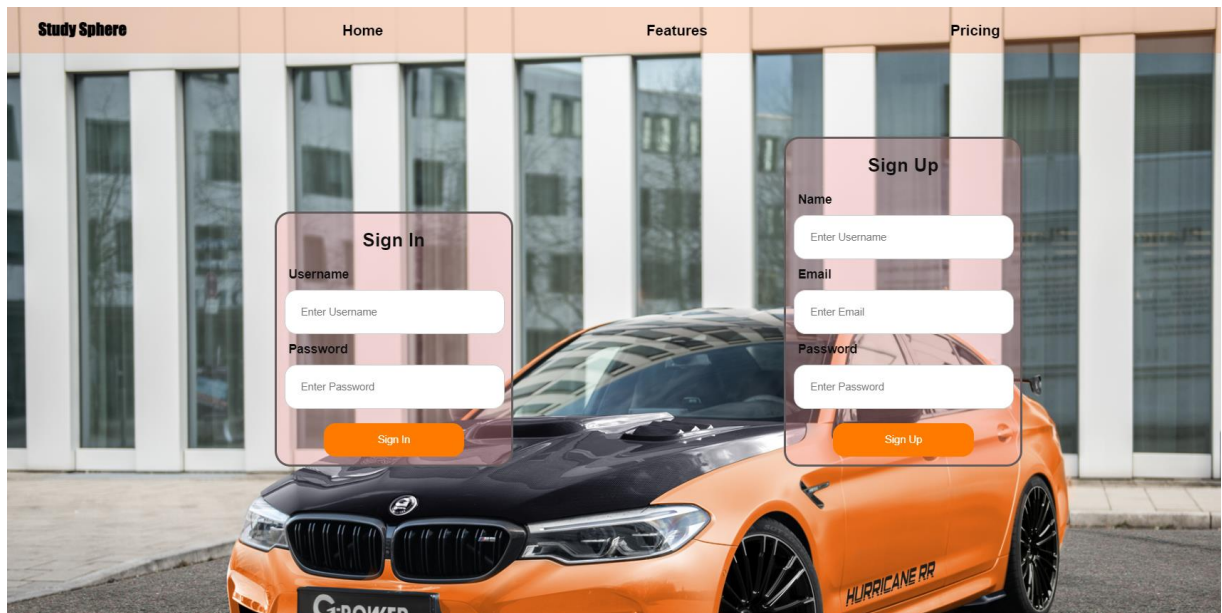 Study Sphere Home Features Pricing
Sign In
Username
Enter Username
Password
Enter Password
Sign In
Sign Up
Name
Enter Username
Email
Enter Email
Password
Enter Password
Sign Up
HURRICANE RR
G-POWER